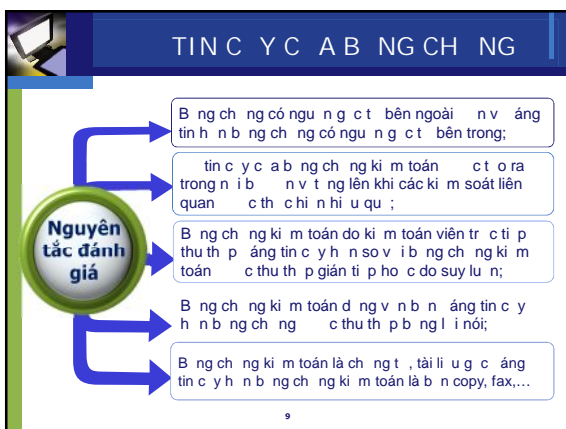 TIN C Y C A B NG CH NG
B ng ch ng có ngu n g c t bên ngoài n v áng
tin h n b ng ch ng có ngu n g c t bên trong;
tin c y c a b ng ch ng ki m toán c t o ra
trong n i b n v t ng lên khi các ki m soát liên
quan c th c hi n hi u qu ;
Nguyên
tắc đánh
giá
B ng ch ng ki m toán do ki m toán viên tr c ti p
thu th p áng tin c y h n so v i b ng ch ng ki m
toán c thu th p gián ti p ho c do suy lu n;
B ng ch ng ki m toán d ng v n b n áng tin c y
h n b ng ch ng c thu th p b ng l i nói;
B ng ch ng ki m toán là ch ng t , tài li u g c áng
tin c y h n b ng ch ng ki m toán là b n copy, fax,...
9